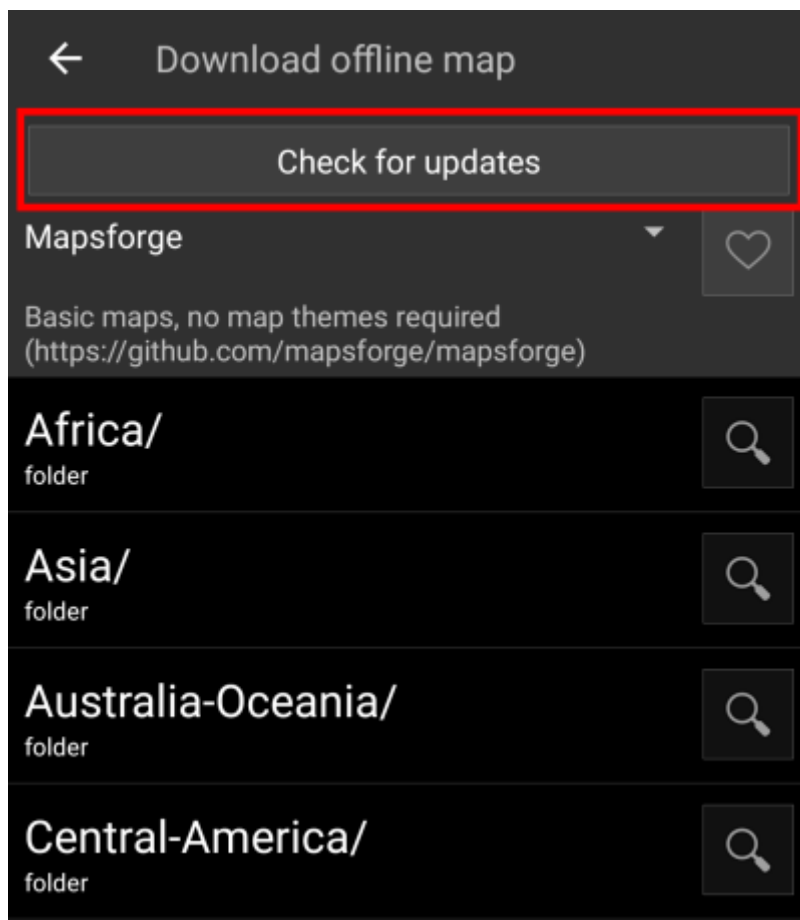 Download offline map
Check for updates
Mapsforge
Basic maps, no map themes required
(https://github.com/mapsforge/mapsforge)
Africa/
folder
Asia/
folder
Australia-Oceania/
folder
Central-America/
folder